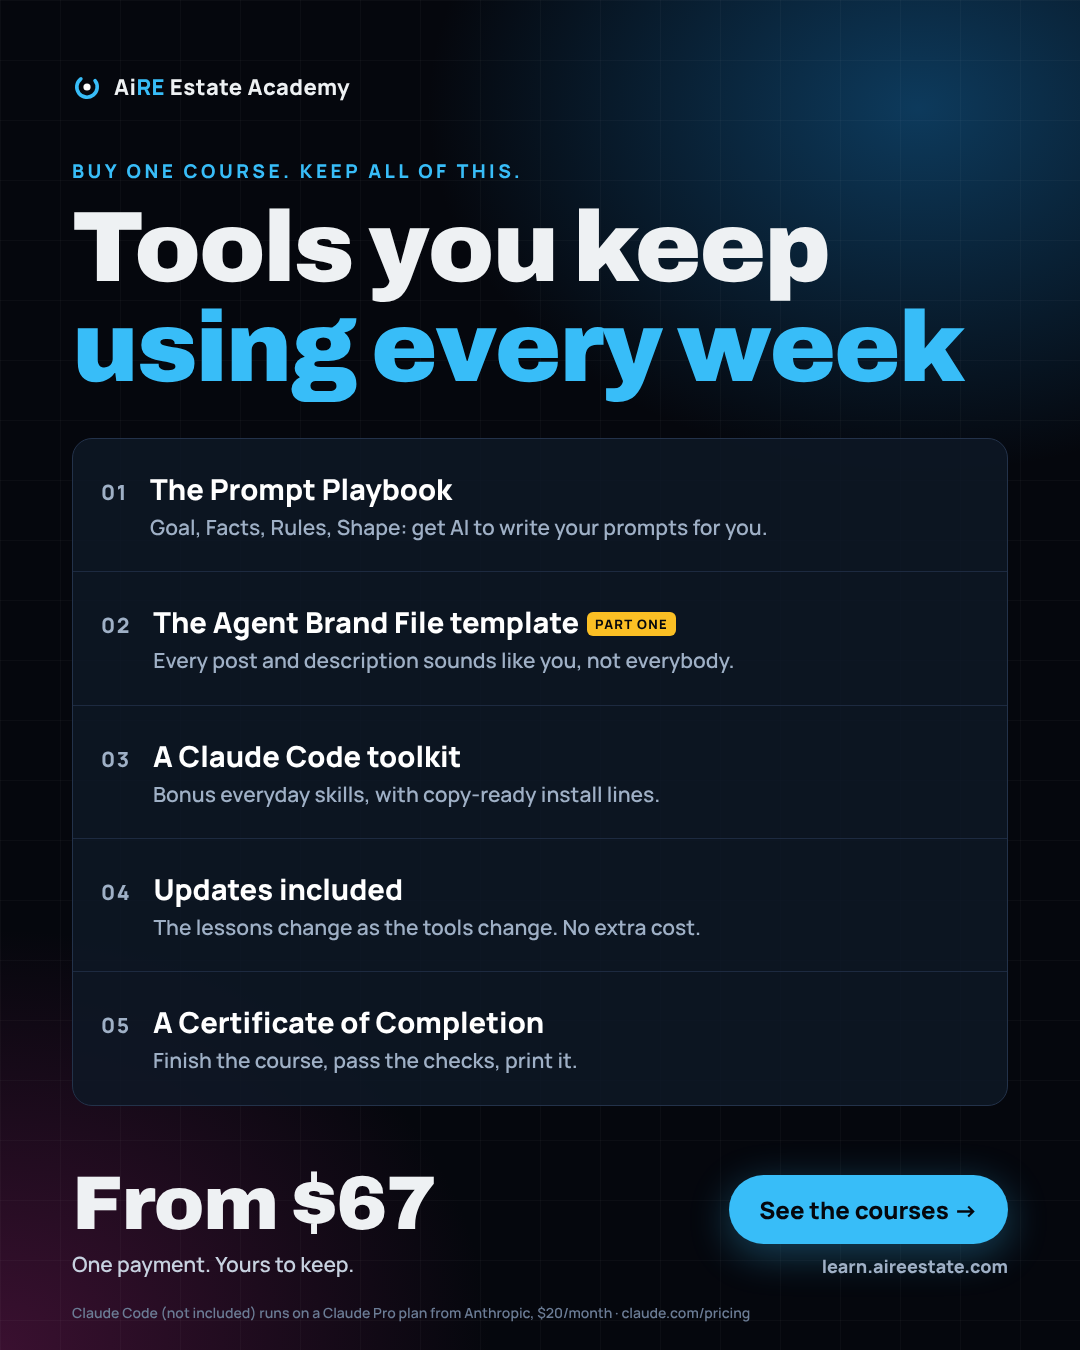 AiRE Estate Academy
BUY ONE COURSE. KEEP ALL OF THIS.
Tools you keep
using every week
01 The Prompt Playbook
Goal, Facts, Rules, Shape: get AI to write your prompts for you.
02 The Agent Brand File template PART ONE
Every post and description sounds like you, not everybody.
03 A Claude Code toolkit
Bonus everyday skills, with copy-ready install lines.
04 Updates included
The lessons change as the tools change. No extra cost.
05 A Certificate of Completion
Finish the course, pass the checks, print it.
From $67
See the courses →
One payment. Yours to keep.
learn.aireestate.com
Claude Code (not included) runs on a Claude Pro plan from Anthropic, $20/month · claude.com/pricing